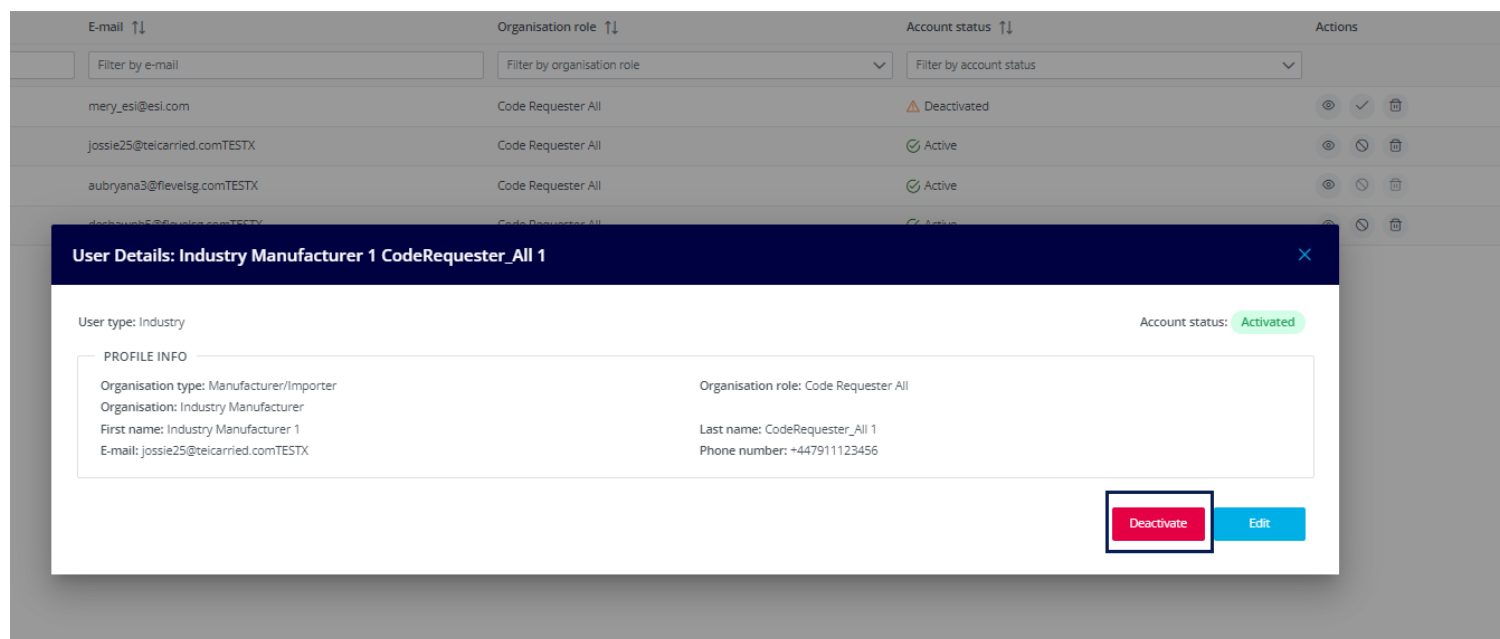 E-mail Organisation role Account status Actions
Filter by e-mail Filter by organisation role Filter by account status
mery_esi@esi.com Code Requester All Deactivated
jossie25@teicarried.comTESTX Code Requester All Active
aubryana3@flevelsg.comTESTX Code Requester All Active
Code Requester All Active
User Details: Industry Manufacturer 1 CodeRequester_All 1
User type: Industry Account status: Activated
PROFILE INFO
Organisation type: Manufacturer/Importer Organisation role: Code Requester All
Organisation: Industry Manufacturer
First name: Industry Manufacturer 1 Last name: CodeRequester_All 1
E-mail: jossie25@teicarried.comTESTX Phone number: +447911123456
Deactivate Edit